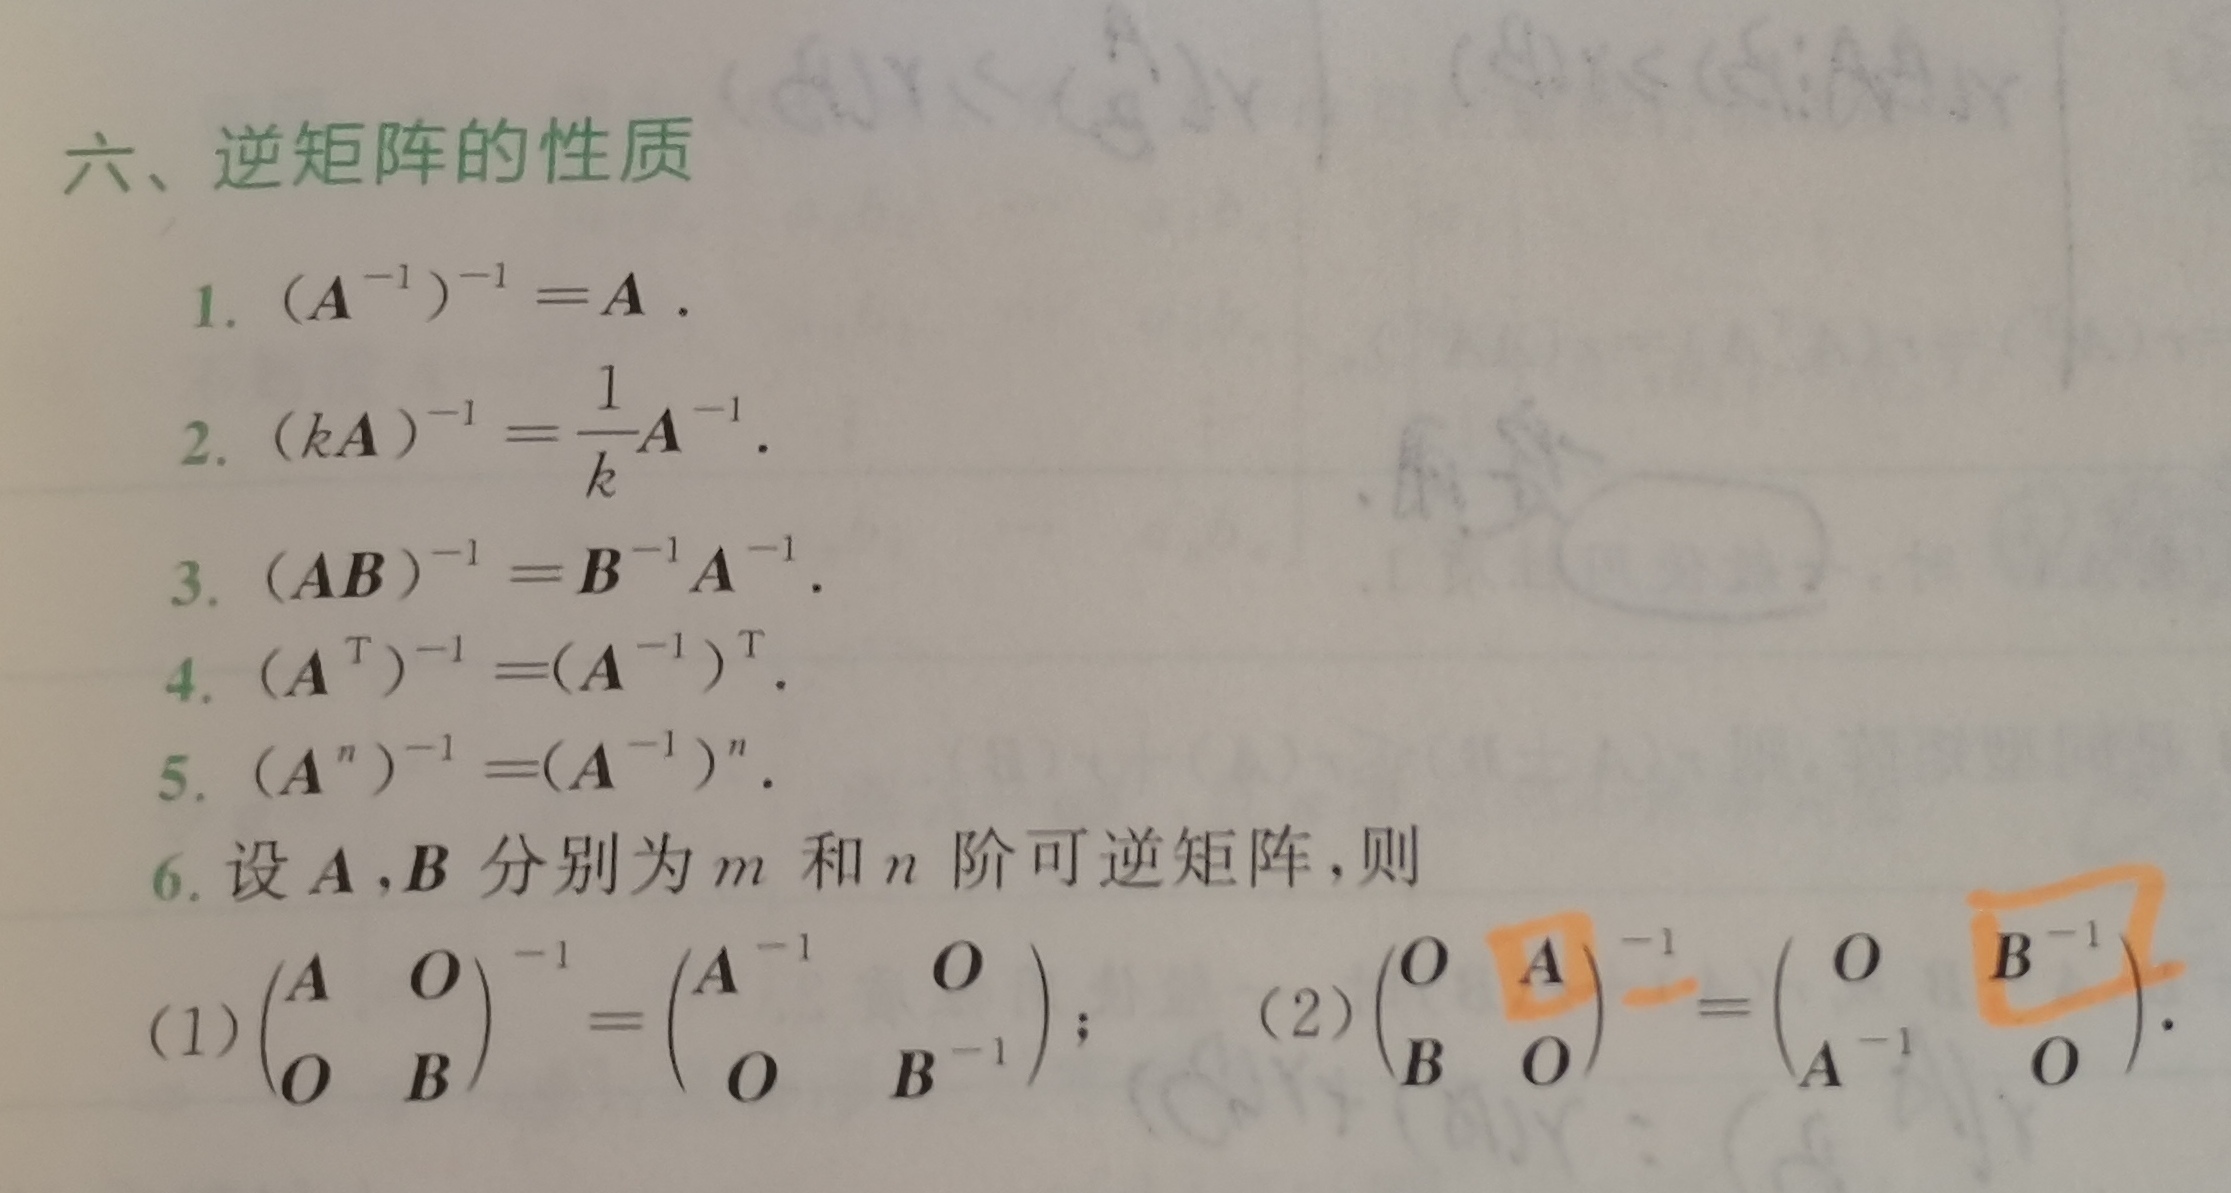 六、逆矩阵的性质
1. (A⁻¹)⁻¹ = A .
2. (kA)⁻¹ = \frac{1}{k}A⁻¹.
3. (AB)⁻¹ = B⁻¹A⁻¹.
4. (Aᵀ)⁻¹ = (A⁻¹)ᵀ.
5. (Aⁿ)⁻¹ = (A⁻¹)ⁿ.
6. 设 A,B 分别为 m 和 n 阶可逆矩阵,则
(1) \begin{pmatrix} A & O \\ O & B \end{pmatrix}^{-1} = \begin{pmatrix} A^{-1} & O \\ O & B^{-1} \end{pmatrix}; (2) \begin{pmatrix} O & A \\ B & O \end{pmatrix}^{-1} = \begin{pmatrix} O & B^{-1} \\ A^{-1} & O \end{pmatrix}.